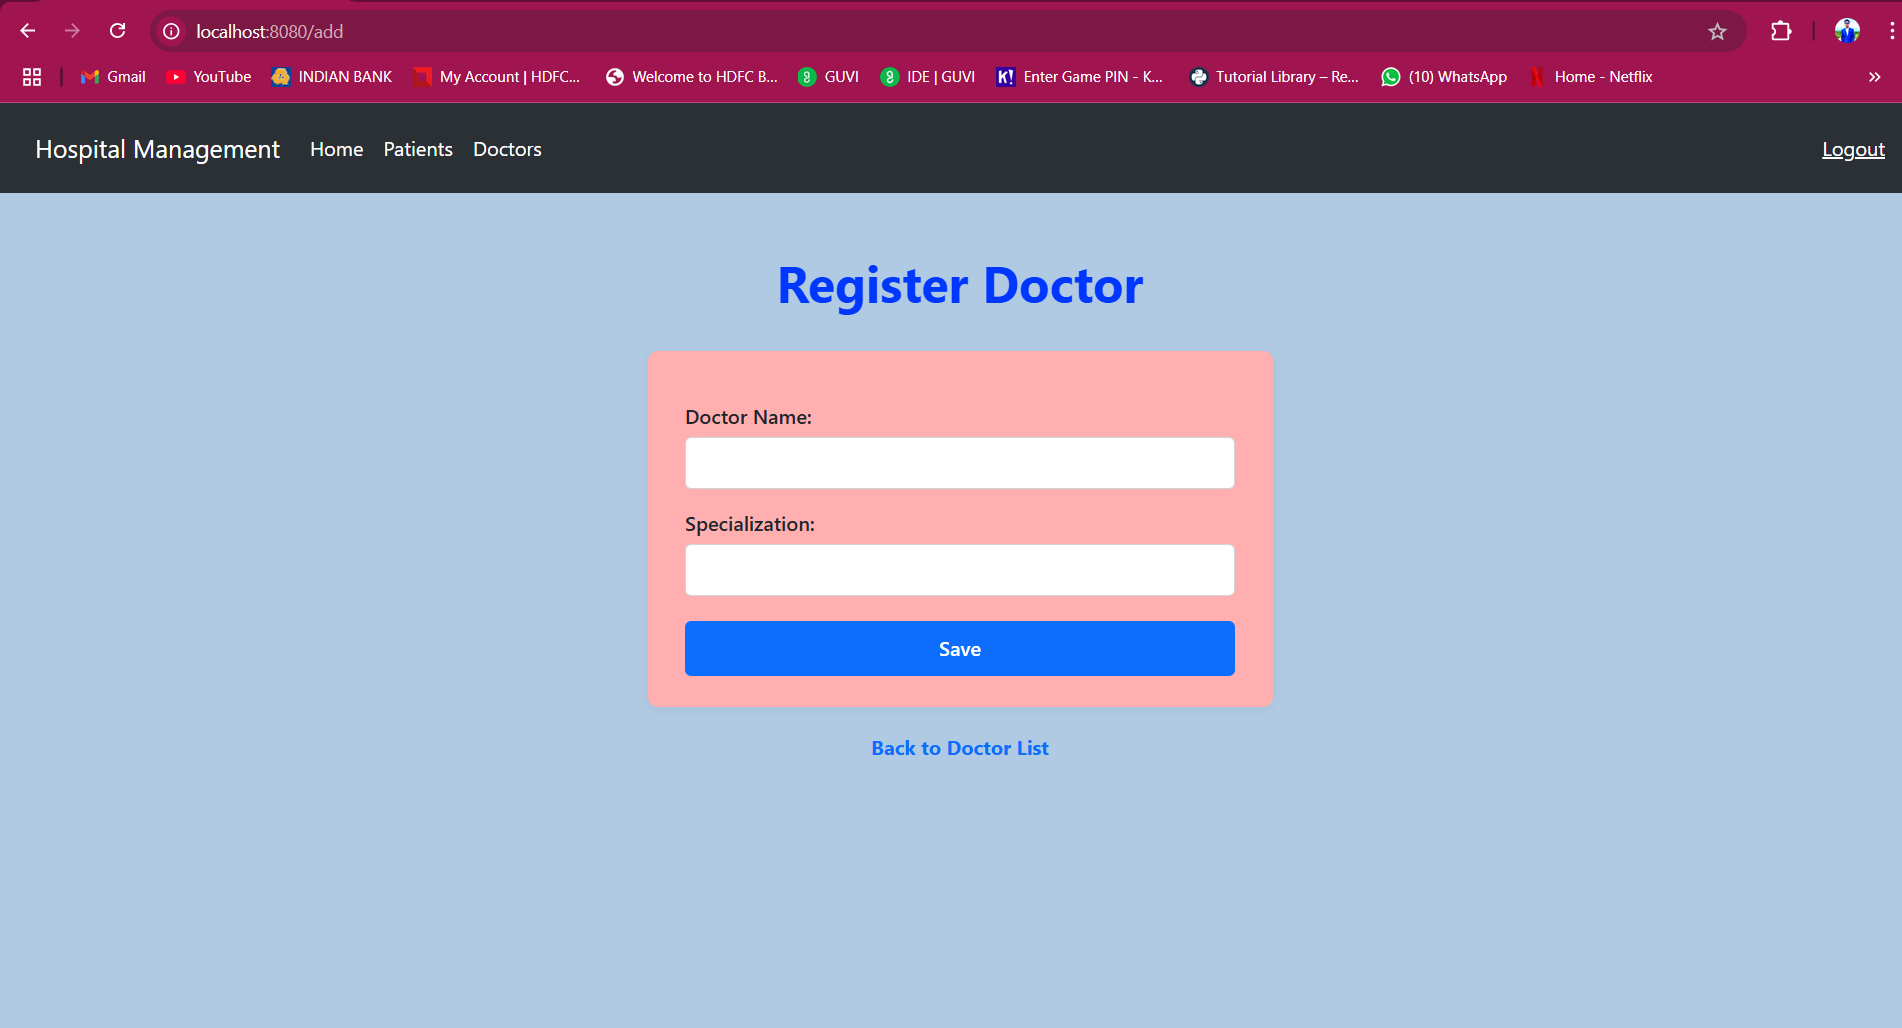 localhost:8080/add
Gmail YouTube INDIAN BANK My Account | HDFC... Welcome to HDFC B... GUVI IDE | GUVI K! Enter Game PIN - K... Tutorial Library – Re... (10) WhatsApp Home - Netflix
Hospital Management Home Patients Doctors Logout
Register Doctor
Doctor Name:
Specialization:
Save
Back to Doctor List